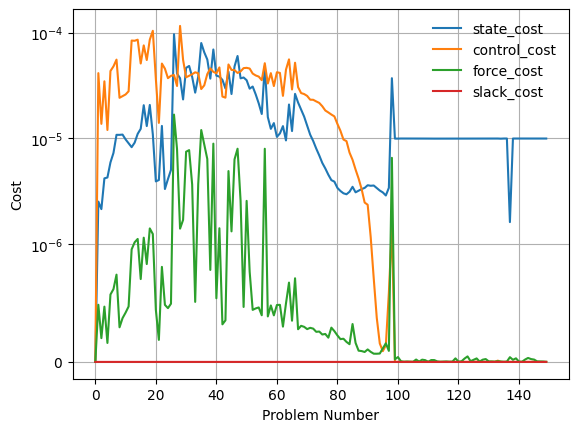 state_cost
control_cost
force_cost
slack_cost
Cost
10⁻⁴
10⁻⁵
10⁻⁶
0
0 20 40 60 80 100 120 140
Problem Number